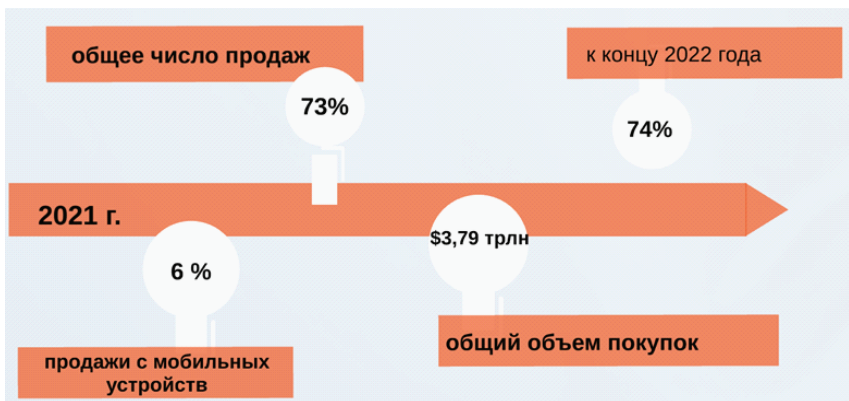 общее число продаж
к концу 2022 года
73%
74%
2021 г.
$3,79 трлн
6 %
общий объем покупок
продажи с мобильных
устройств